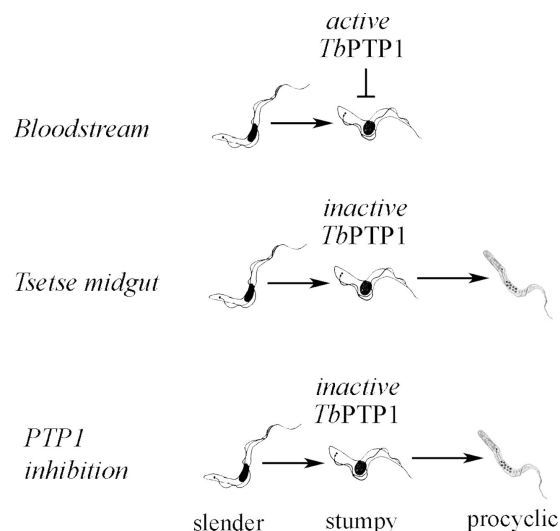 active
TbPTP1
Bloodstream
inactive
TbPTP1
Tsetse midgut
inactive
TbPTP1
PTP1
inhibition
slender stumpy procyclic